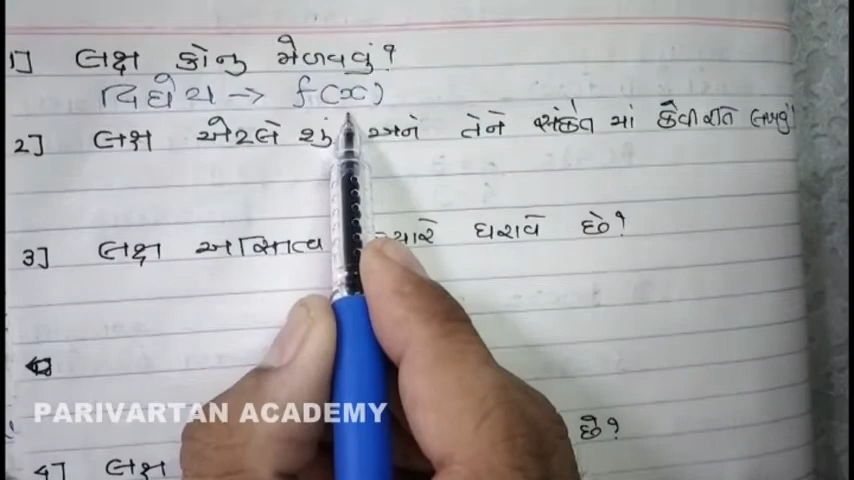 1] લક્ષ કોનુ મેળવવું?
વિધેય → f(x)
2] લક્ષ એટલે શું અને તેને સંકેત માં કેવીરીતે લખવું?
3] લક્ષ અસ્તિત્વ ધરાવે છે?
PARIVARTAN ACADEMY
છે?
4] લક્ષ